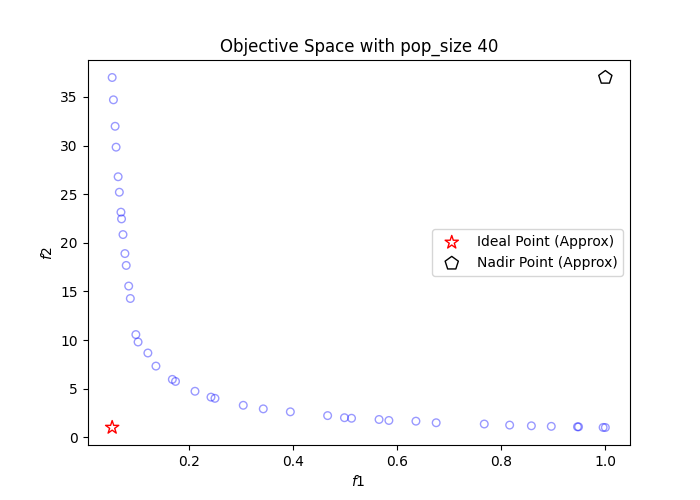 Objective Space with pop_size 40
35
30
25
20
15
10
5
0
f2
Ideal Point (Approx)
Nadir Point (Approx)
0.2 0.4 0.6 0.8 1.0
f1